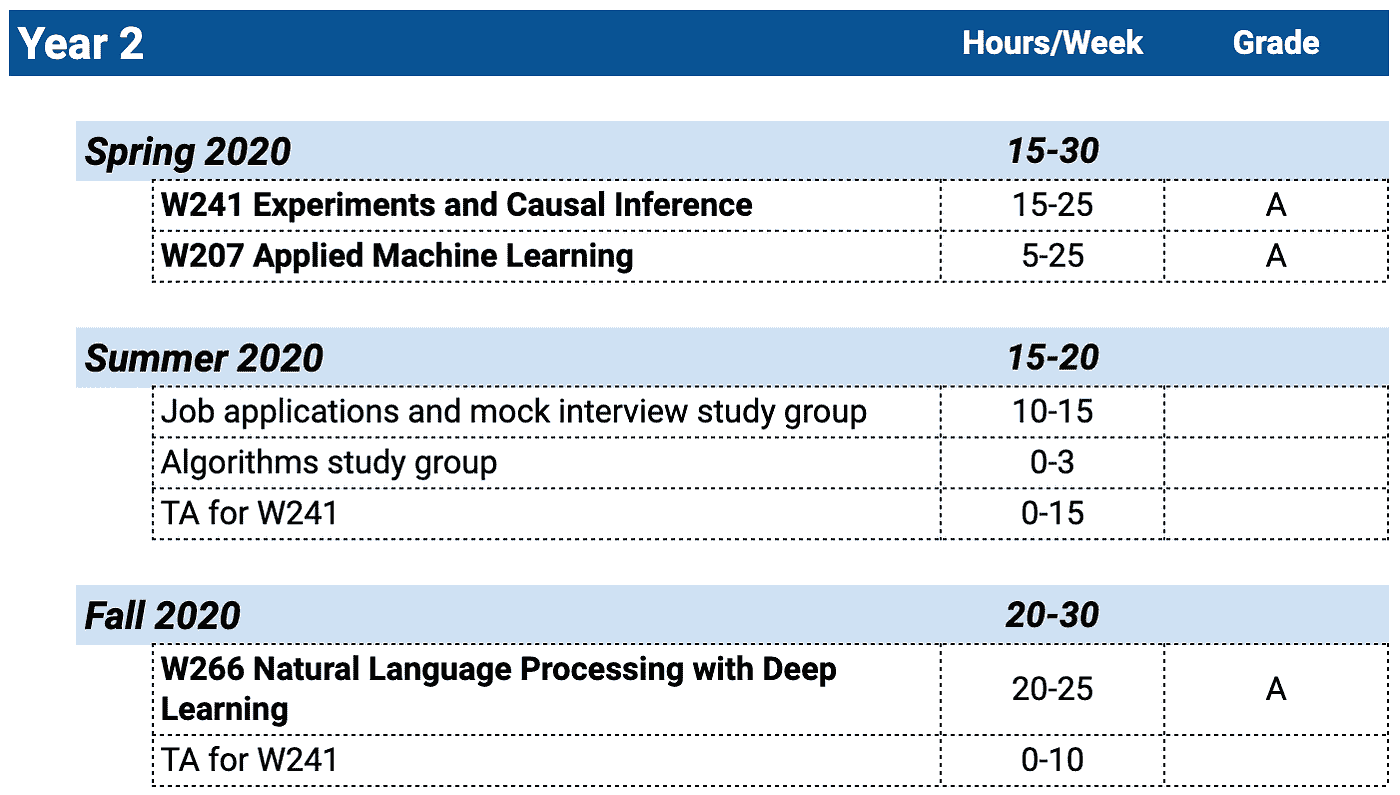 Year 2 Hours/Week Grade
Spring 2020 15-30
W241 Experiments and Causal Inference 15-25 A
W207 Applied Machine Learning 5-25 A
Summer 2020 15-20
Job applications and mock interview study group 10-15
Algorithms study group 0-3
TA for W241 0-15
Fall 2020 20-30
W266 Natural Language Processing with Deep
Learning 20-25 A
TA for W241 0-10